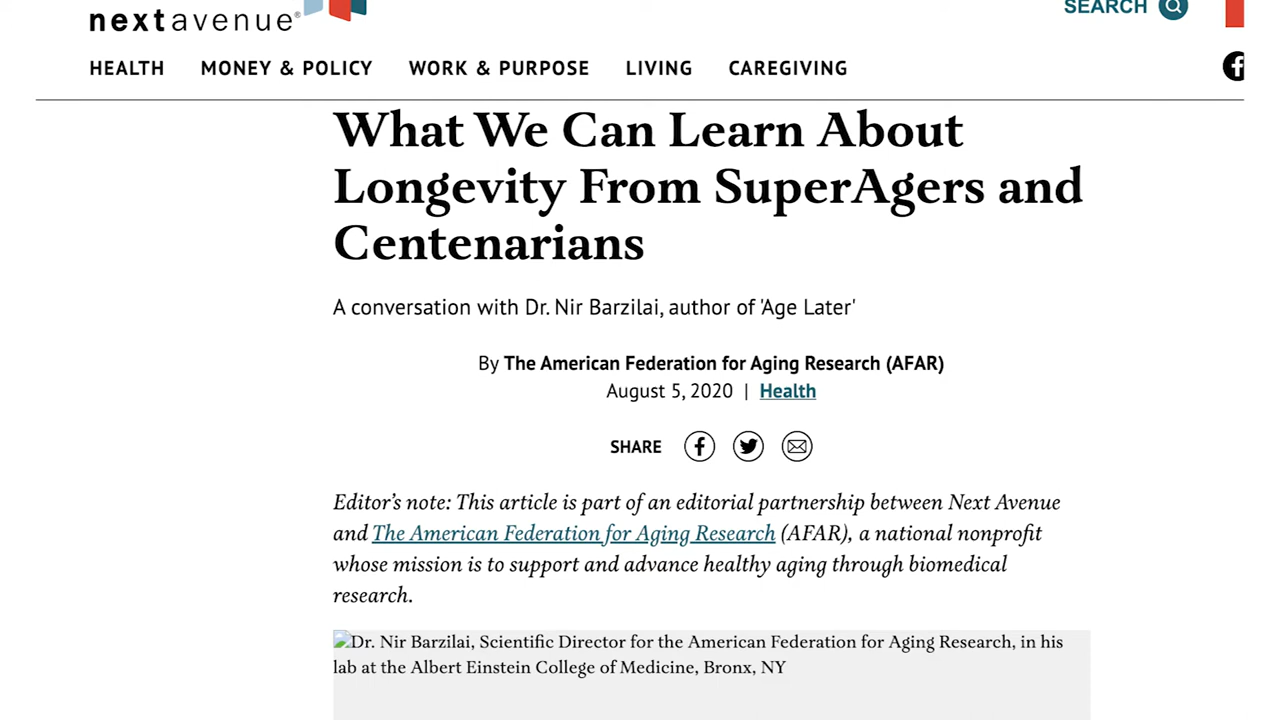 nextavenue®
SEARCH
HEALTH MONEY & POLICY WORK & PURPOSE LIVING CAREGIVING
What We Can Learn About
Longevity From SuperAgers and
Centenarians
A conversation with Dr. Nir Barzilai, author of 'Age Later'
By The American Federation for Aging Research (AFAR)
August 5, 2020 | Health
SHARE
Editor's note: This article is part of an editorial partnership between Next Avenue
and The American Federation for Aging Research (AFAR), a national nonprofit
whose mission is to support and advance healthy aging through biomedical
research.
Dr. Nir Barzilai, Scientific Director for the American Federation for Aging Research, in his
lab at the Albert Einstein College of Medicine, Bronx, NY